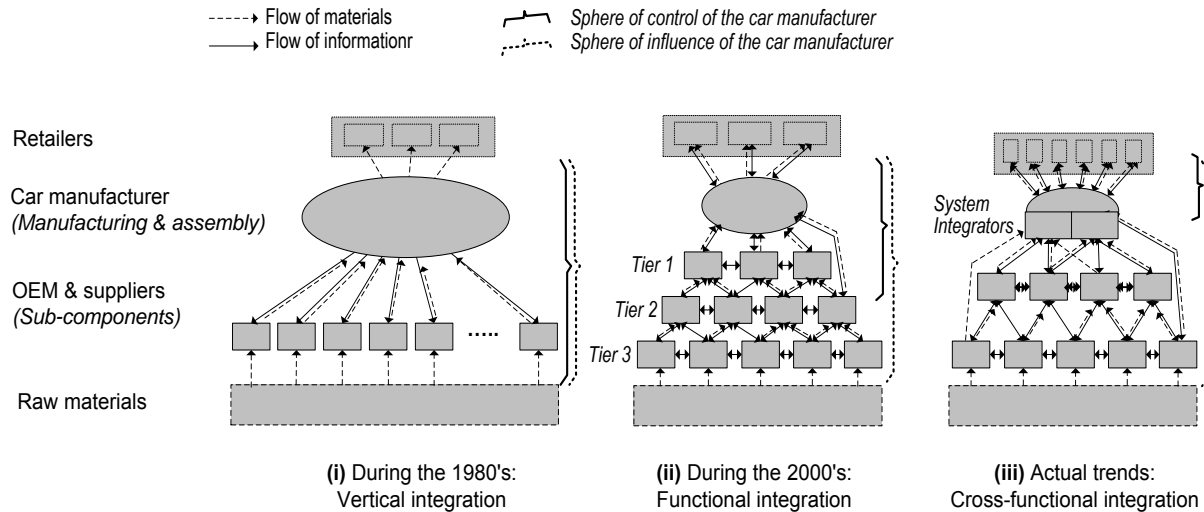 Flow of materials
Flow of informationr
Sphere of control of the car manufacturer
Sphere of influence of the car manufacturer
Retailers
Car manufacturer
(Manufacturing & assembly)
OEM & suppliers
(Sub-components)
Raw materials
.....
Tier 1
Tier 2
Tier 3
System
Integrators
(i) During the 1980's:
Vertical integration
(ii) During the 2000's:
Functional integration
(iii) Actual trends:
Cross-functional integration